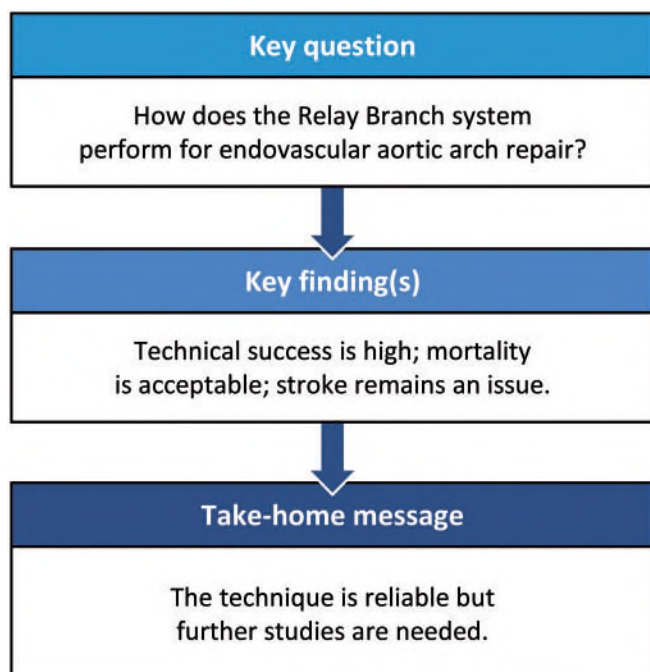 Key question
How does the Relay Branch system
perform for endovascular aortic arch repair?
Key finding(s)
Technical success is high; mortality
is acceptable; stroke remains an issue.
Take-home message
The technique is reliable but
further studies are needed.